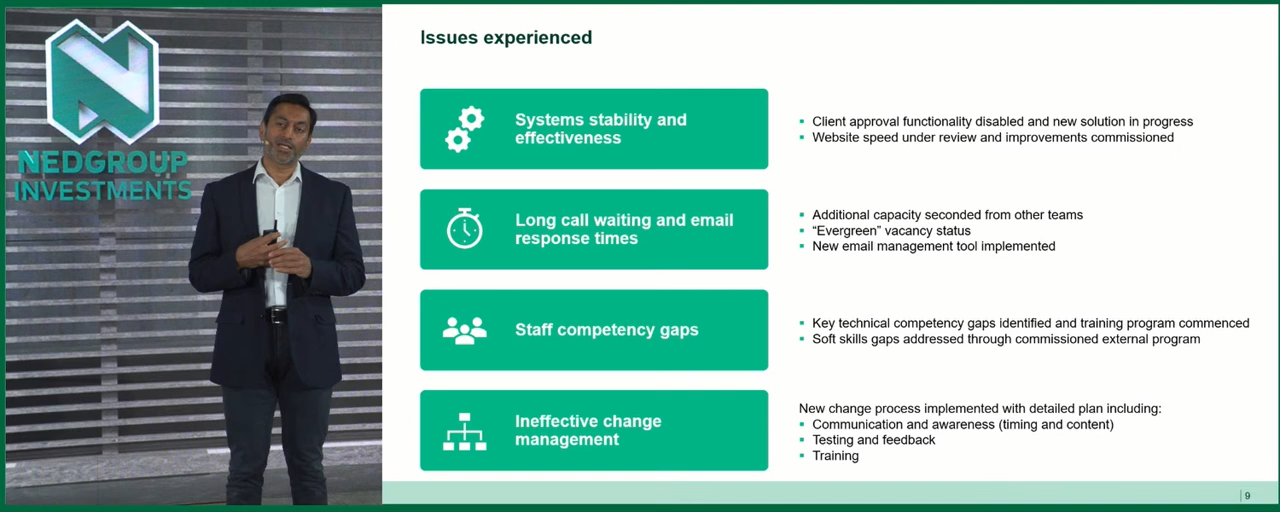 NEDGROUP
INVESTMENTS
Issues experienced
Systems stability and
effectiveness
▪ Client approval functionality disabled and new solution in progress
▪ Website speed under review and improvements commissioned
Long call waiting and email
response times
▪ Additional capacity seconded from other teams
▪ “Evergreen” vacancy status
▪ New email management tool implemented
Staff competency gaps
▪ Key technical competency gaps identified and training program commenced
▪ Soft skills gaps addressed through commissioned external program
Ineffective change
management
New change process implemented with detailed plan including:
▪ Communication and awareness (timing and content)
▪ Testing and feedback
▪ Training
9